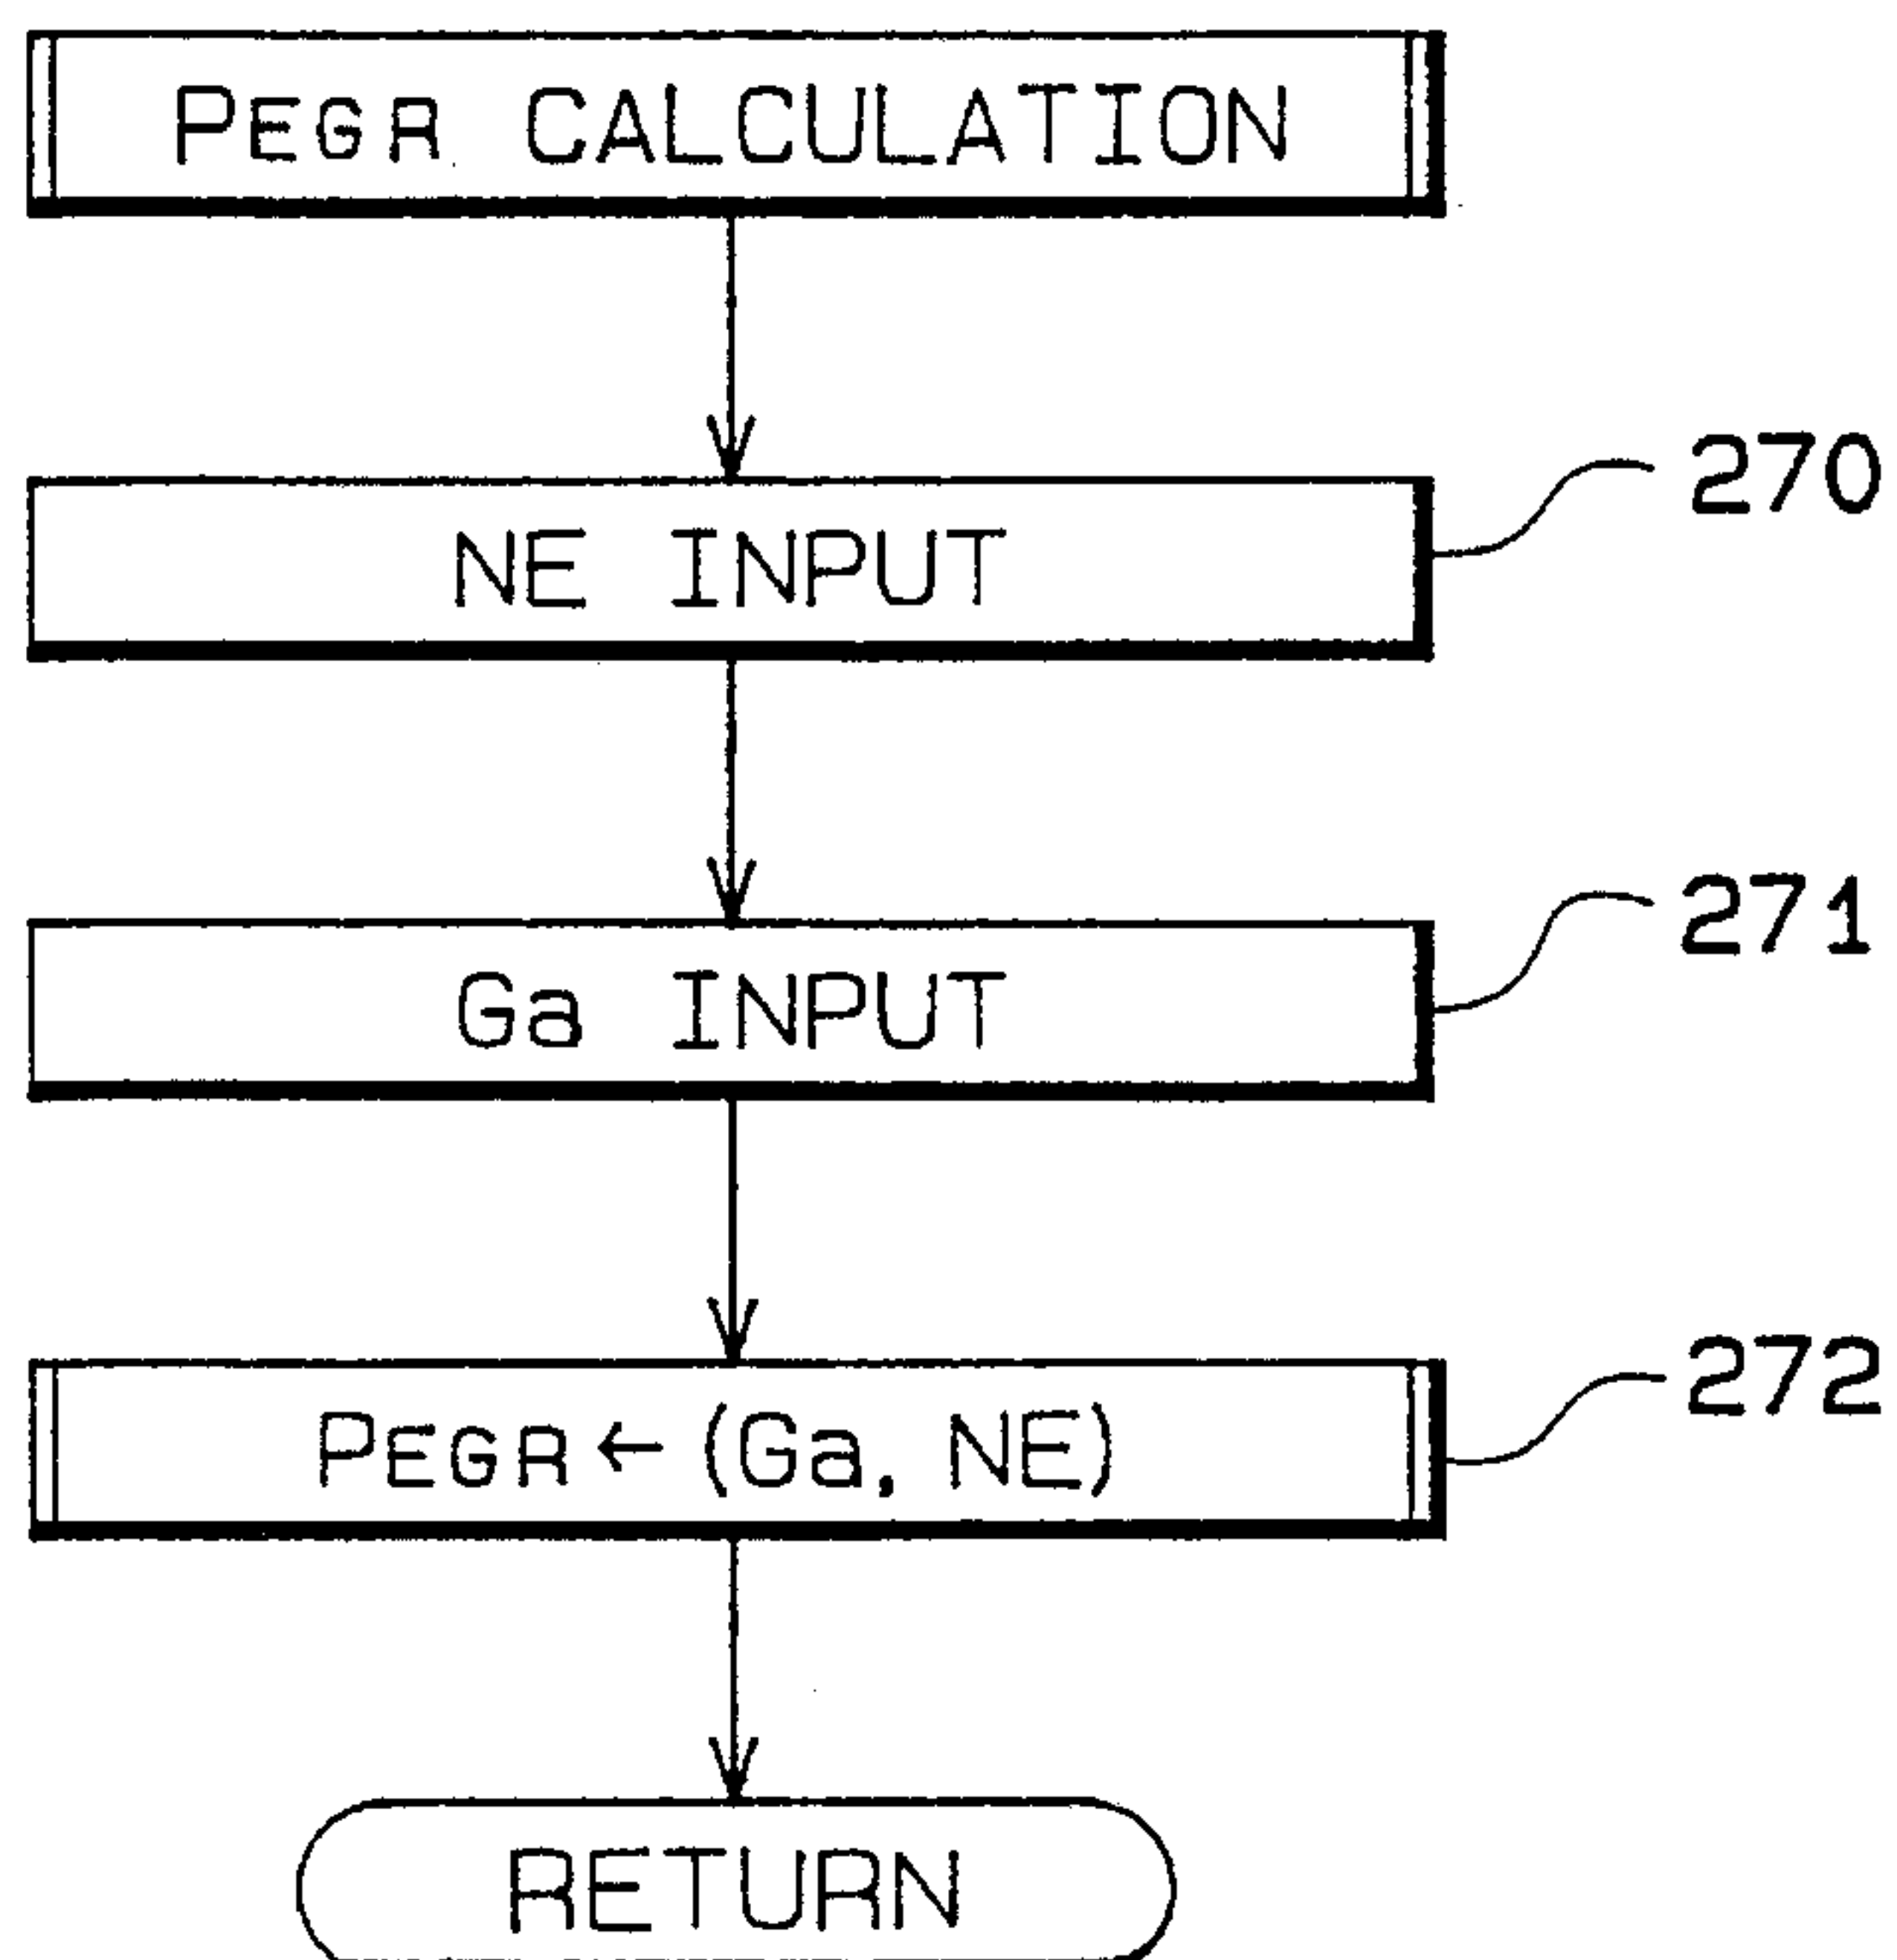 PEGR CALCULATION
270
NE INPUT
271
Ga INPUT
272
PEGR ← (Ga, NE)
RETURN